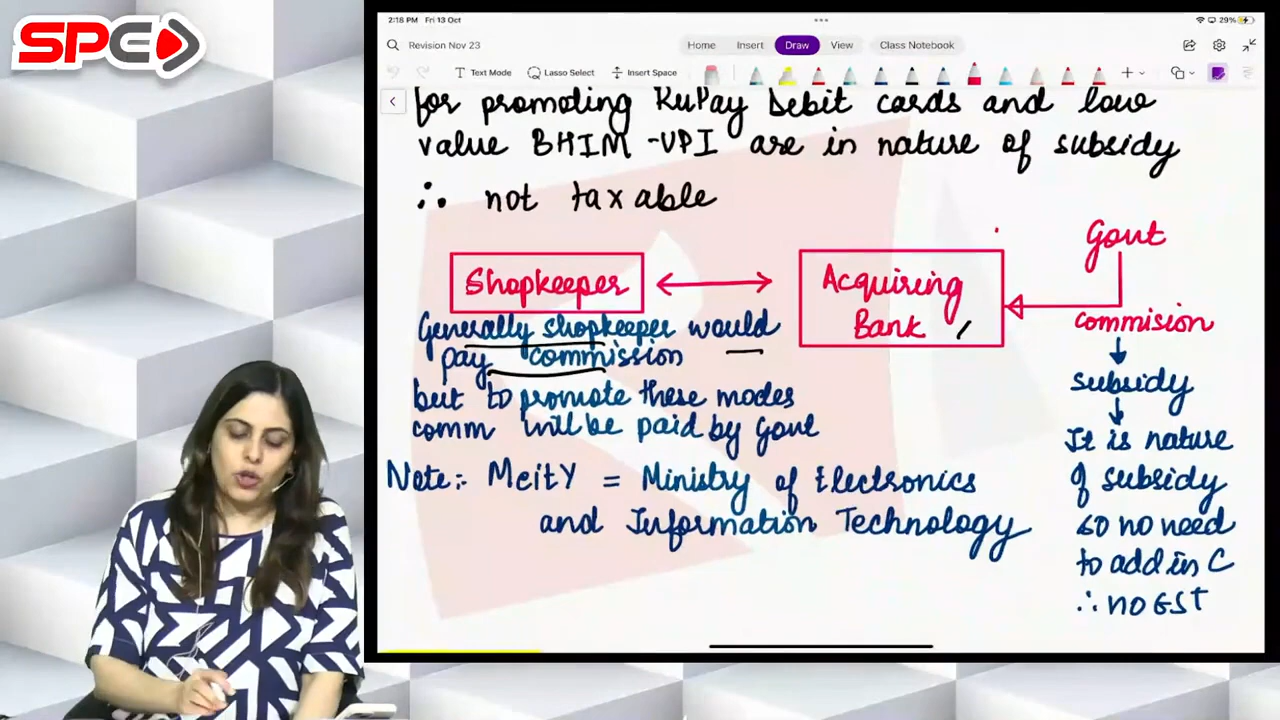 SPC
2:18 PM Fri 13 Oct
29%
Revision Nov 23
Home Insert Draw View Class Notebook
Text Mode Lasso Select Insert Space
for promoting RuPay Debit cards and low
value BHIM-UPI are in nature of subsidy
∴ not taxable
Shopkeeper
Acquiring
Bank
Govt
commision
Generally shopkeeper would
pay commission
but to promote these modes
comm will be paid by Govt
subsidy
It is nature
of subsidy
so no need
to add in C
∴ no GST
Note:- MeitY = Ministry of Electronics
and Information Technology